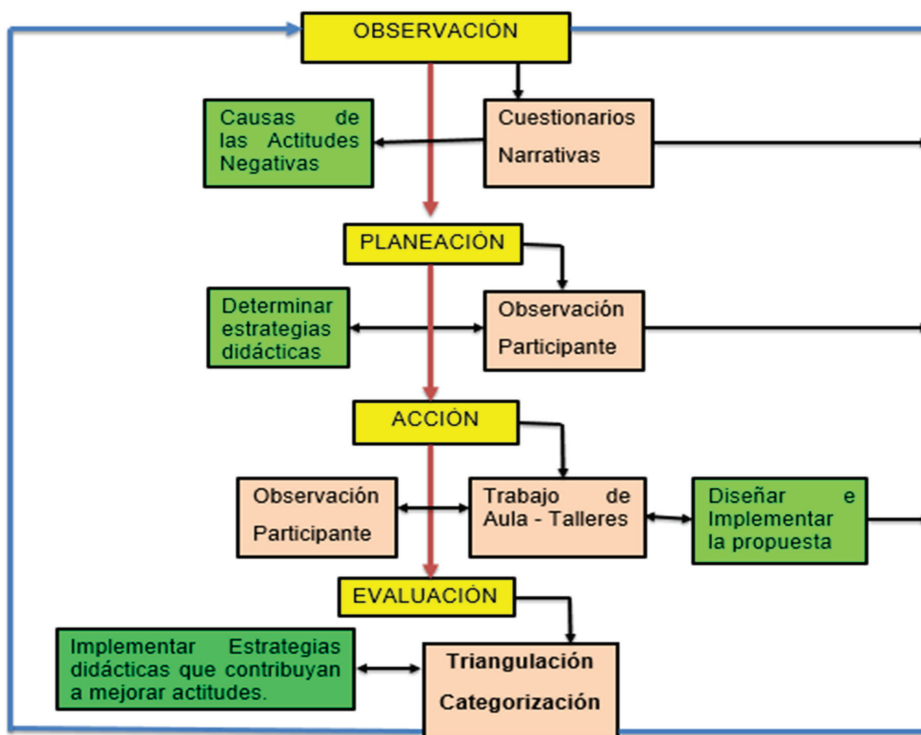 OBSERVACIÓN
Causas de
las Actitudes
Negativas
Cuestionarios
Narrativas
PLANEACIÓN
Determinar
estrategias
didácticas
Observación
Participante
ACCIÓN
Observación
Participante
Trabajo de
Aula - Talleres
Diseñar e
Implementar
la propuesta
EVALUACIÓN
Implementar Estrategias
didácticas que contribuyan
a mejorar actitudes.
Triangulación
Categorización